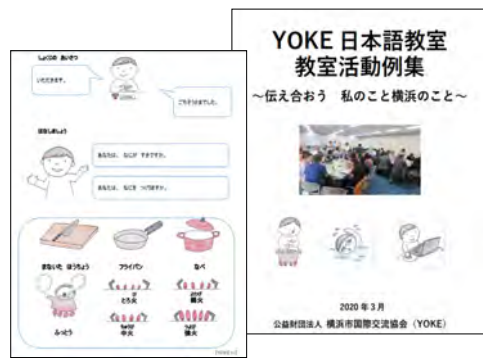 しょくじの あいさつ
いただきます。
ごちそうさまでした。
はなしましょう
あなたは、なにが すきですか。
あなたは、なにを つくりますか。
まないた ほうちょう
フライパン
なべ
とろ火
弱火
ふっとう
中火
強火
YOKE 日本語教室
教室活動例集
～伝え合おう 私のこと横浜のこと～
2020 年 3 月
公益財団法人 横浜市国際交流協会（YOKE）